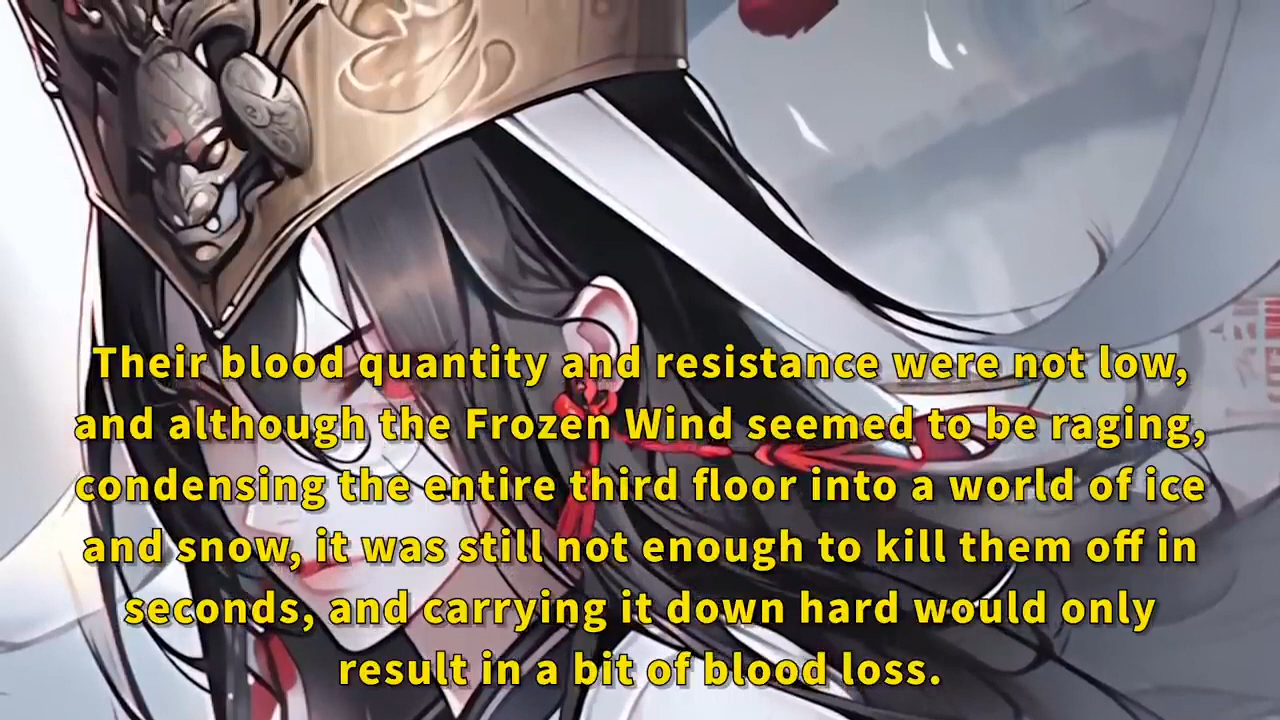 Their blood quantity and resistance were not low,
and although the Frozen Wind seemed to be raging,
condensing the entire third floor into a world of ice
and snow, it was still not enough to kill them off in
seconds, and carrying it down hard would only
result in a bit of blood loss.